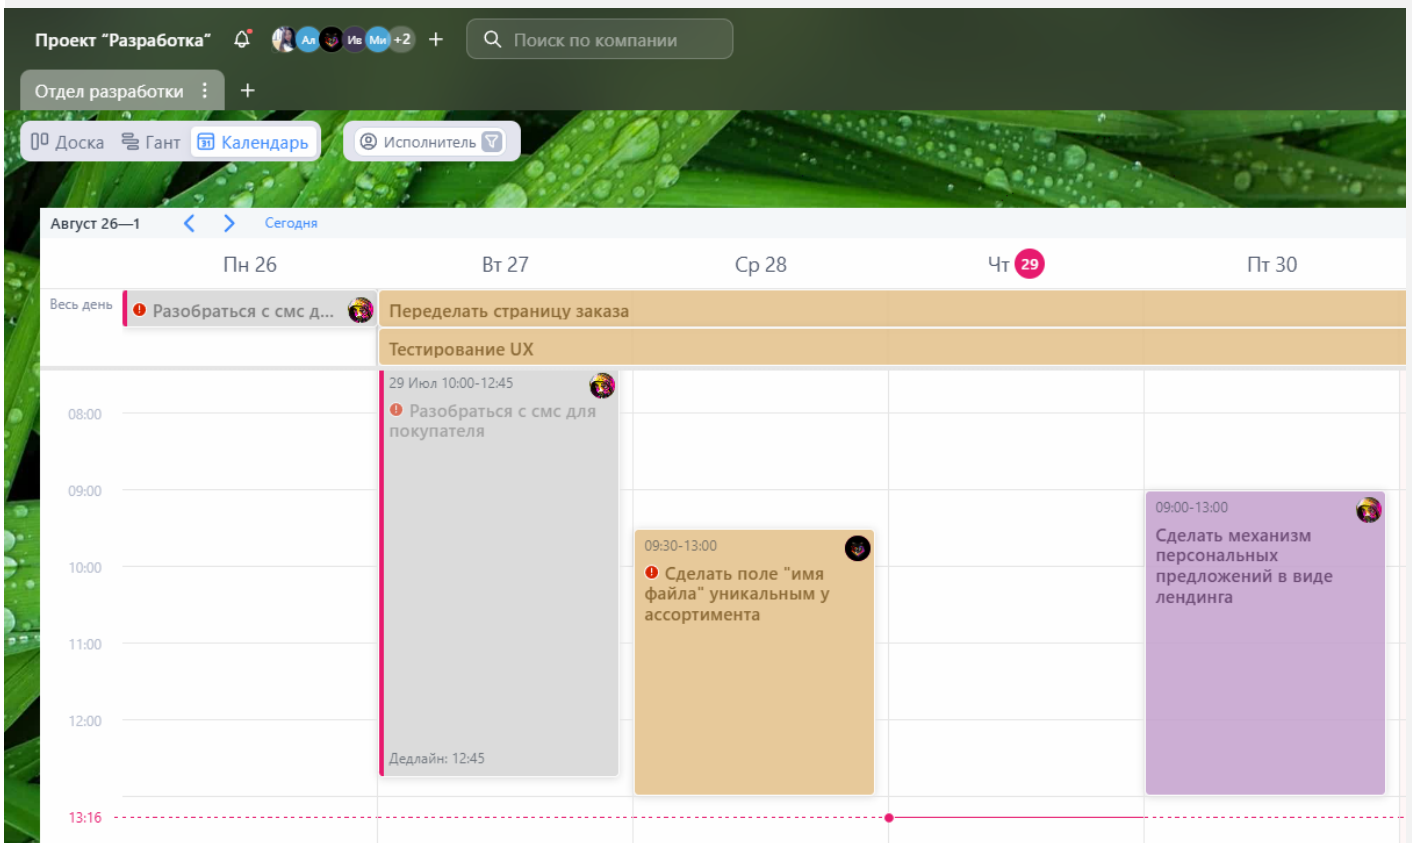 Проект “Разработка”
Ал
Ив
Ми
+2
+
Поиск по компании
Отдел разработки
+
Доска
Гант
31
Календарь
Исполнитель
Август 26—1
Сегодня
Пн 26
Вт 27
Ср 28
Чт 29
Пт 30
Весь день
Разобраться с смс д...
Переделать страницу заказа
Тестирование UX
29 Июл 10:00-12:45
Разобраться с смс для
покупателя
Дедлайн: 12:45
09:30-13:00
Сделать поле "имя
файла" уникальным у
ассортимента
09:00-13:00
Сделать механизм
персональных
предложений в виде
лендинга
08:00
09:00
10:00
11:00
12:00
13:16